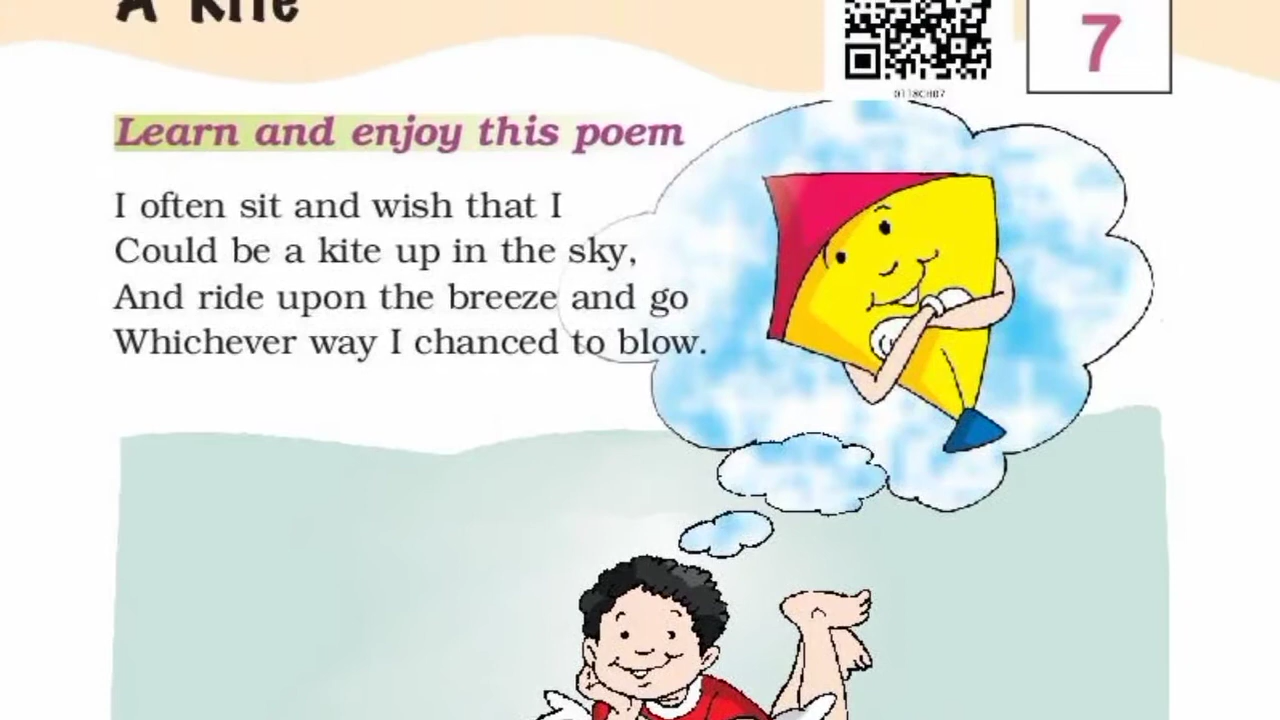 A Kite
0118CH07
7
Learn and enjoy this poem
I often sit and wish that I
Could be a kite up in the sky,
And ride upon the breeze and go
Whichever way I chanced to blow.